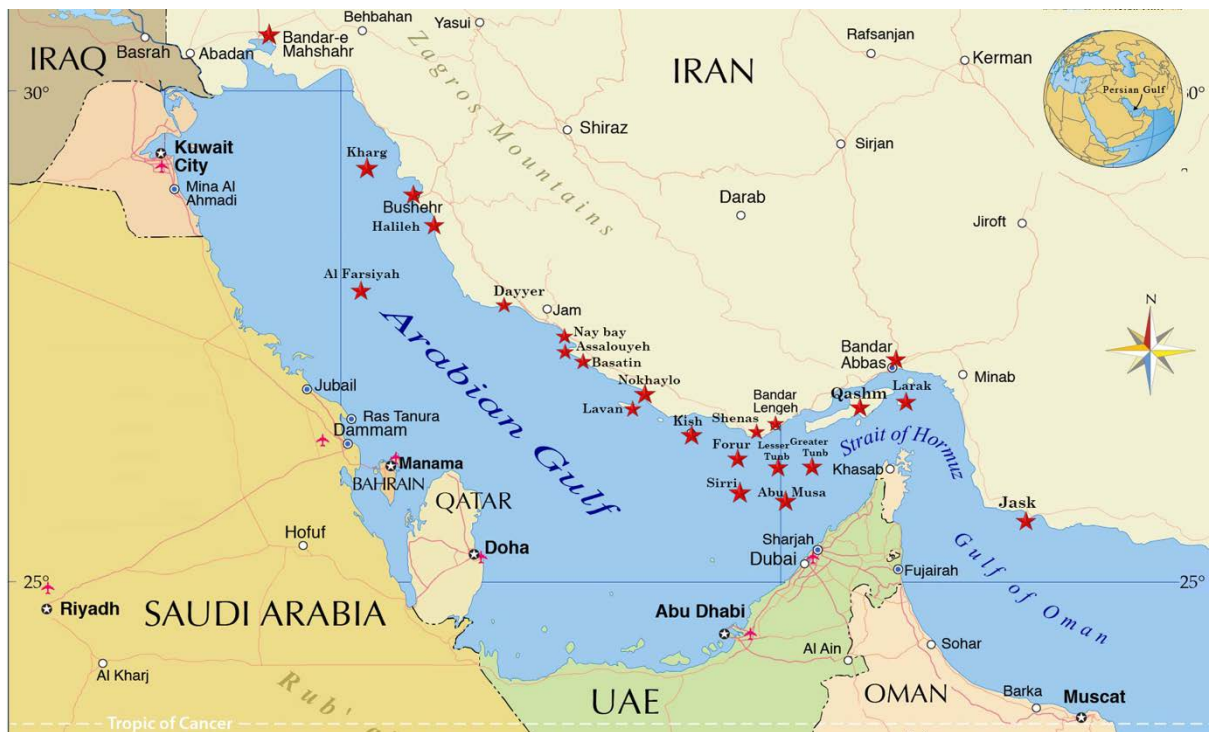 Behbahan
Yasui
Rafsanjan
Bandar-e
Mahshahr
Basrah
Abadan
Kerman
IRAQ
IRAN
Zagros Mountains
Persian Gulf
30°
Shiraz
Sirjan
Kuwait
City
Kharg
Mina Al
Ahmadi
Bushehr
Halileh
Darab
Jiroft
Al Farsiyah
Dayyer
Jam
N
Nay bay
Assalouyeh
Basatin
Bandar
Abbas
Minab
Jubail
Nokhaylo
Lavan
Bandar
Lengeh
Qashm
Larak
Ras Tanura
Dammam
Kish
Shenas
Arabian Gulf
Strait of Hormuz
Forur
Lesser
Tunb
Greater
Tunb
Khasab
Manama
BAHRAIN
QATAR
Sirri
Abu Musa
Jask
Hofuf
Doha
Sharjah
Dubai
Fujairah
Gulf of Oman
25°
25°
Riyadh
SAUDI ARABIA
Abu Dhabi
Al Ain
Sohar
Al Kharj
Rub'
UAE
OMAN
Barka
Muscat
Tropic of Cancer